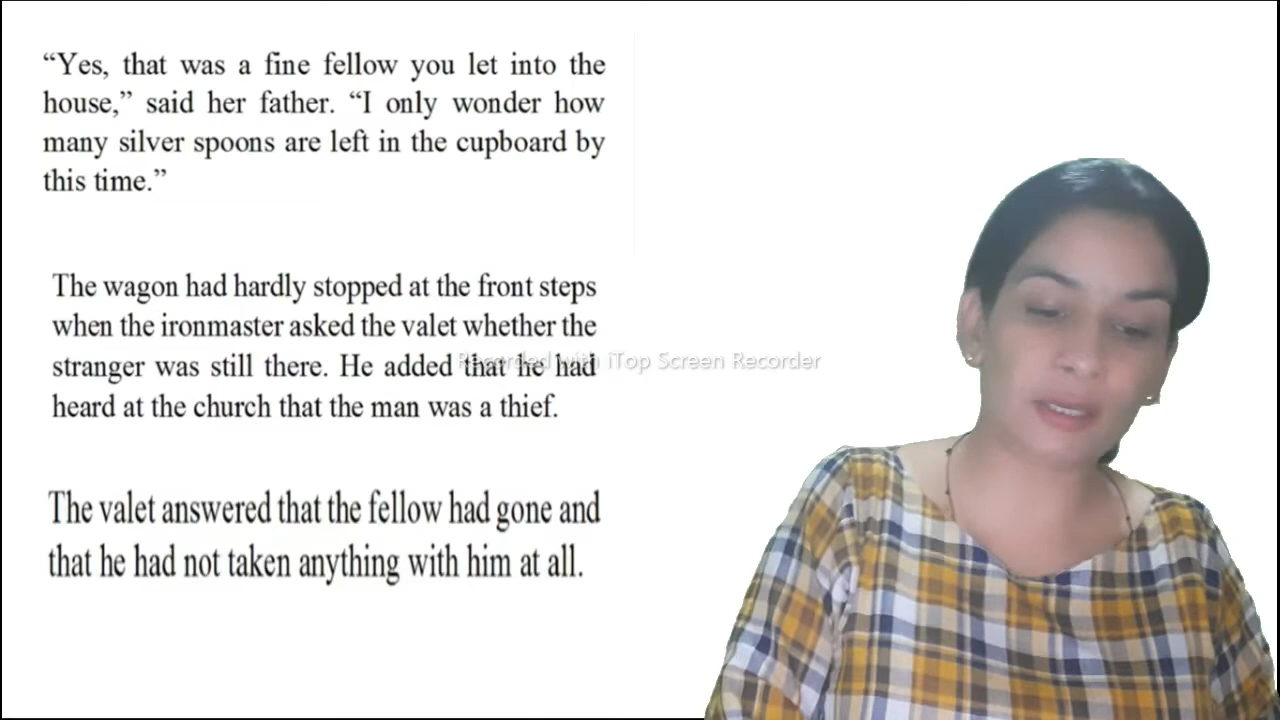 “Yes, that was a fine fellow you let into the
house,” said her father. “I only wonder how
many silver spoons are left in the cupboard by
this time.”
The wagon had hardly stopped at the front steps
when the ironmaster asked the valet whether the
stranger was still there. He added that he had
Recorded with iTop Screen Recorder
heard at the church that the man was a thief.
The valet answered that the fellow had gone and
that he had not taken anything with him at all.